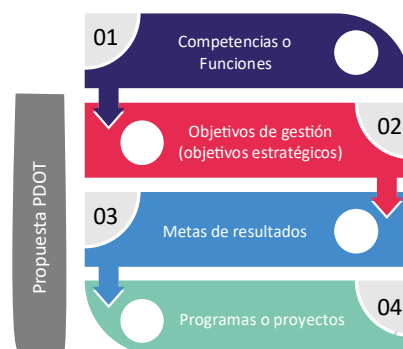 01
Competencias o
Funciones
02
Objetivos de gestión
(objetivos estratégicos)
03
Metas de resultados
04
Programas o proyectos
Propuesta PDOT